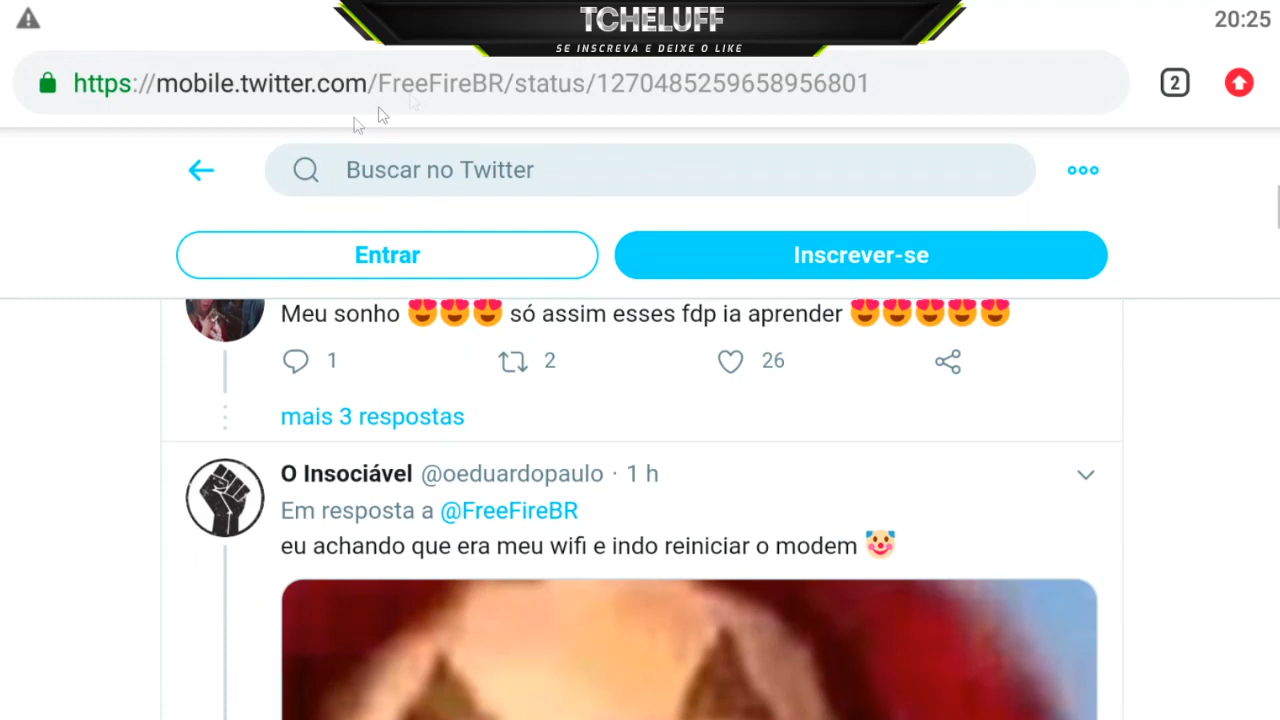 TCHELUFF
20:25
SE INSCREVA E DEIXE O LIKE
https://mobile.twitter.com/FreeFireBR/status/1270485259658956801
2
Buscar no Twitter
Entrar
Inscrever-se
Meu sonho 😍😍😍 só assim esses fdp ia aprender 😍😍😍😍😍
1 2 26
mais 3 respostas
O Insociável @oeduardopaulo · 1 h
Em resposta a @FreeFireBR
eu achando que era meu wifi e indo reiniciar o modem 🤡